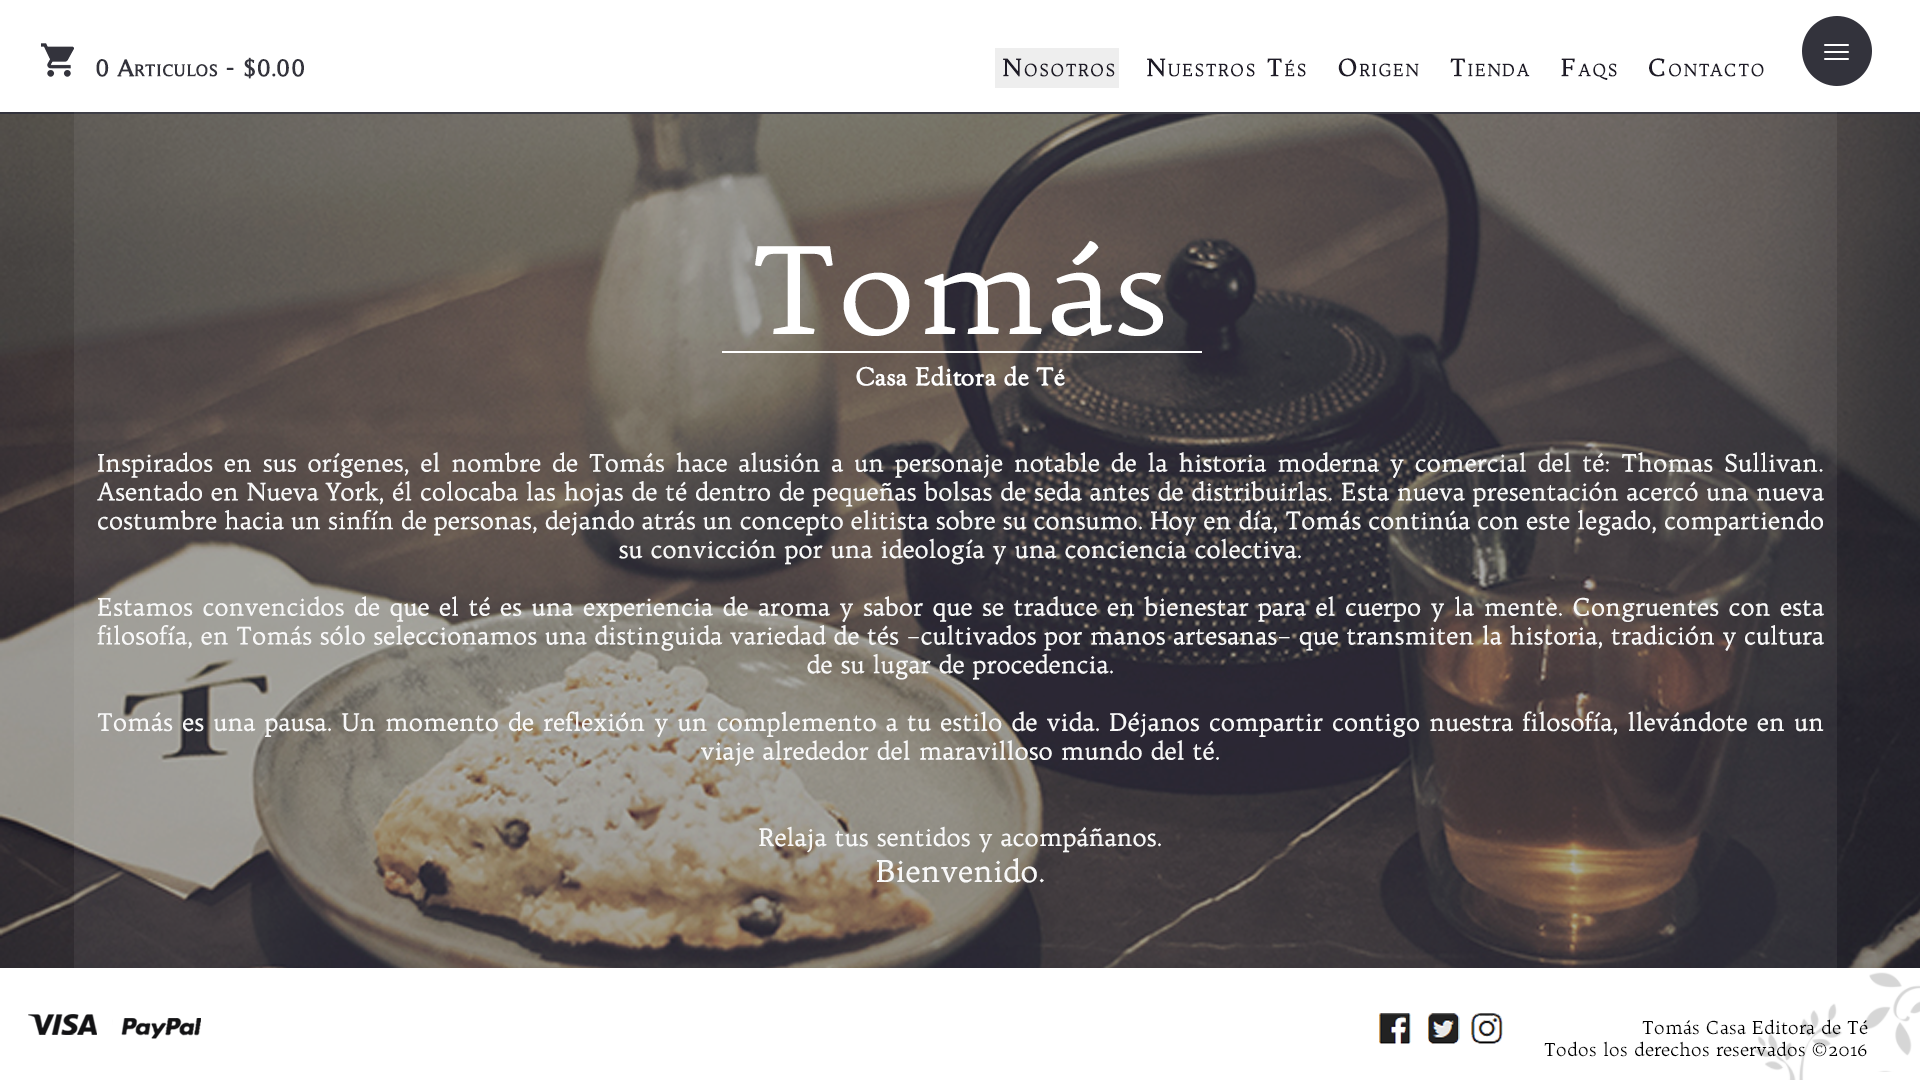 0 Articulos - $0.00
Nosotros Nuestros Tés Origen Tienda Faqs Contacto
Tomás
Casa Editora de Té
Inspirados en sus orígenes, el nombre de Tomás hace alusión a un personaje notable de la historia moderna y comercial del té: Thomas Sullivan.
Asentado en Nueva York, él colocaba las hojas de té dentro de pequeñas bolsas de seda antes de distribuirlas. Esta nueva presentación acercó una nueva
costumbre hacia un sinfín de personas, dejando atrás un concepto elitista sobre su consumo. Hoy en día, Tomás continúa con este legado, compartiendo
su convicción por una ideología y una conciencia colectiva.
Estamos convencidos de que el té es una experiencia de aroma y sabor que se traduce en bienestar para el cuerpo y la mente. Congruentes con esta
filosofía, en Tomás sólo seleccionamos una distinguida variedad de tés –cultivados por manos artesanas– que transmiten la historia, tradición y cultura
de su lugar de procedencia.
Tomás es una pausa. Un momento de reflexión y un complemento a tu estilo de vida. Déjanos compartir contigo nuestra filosofía, llevándote en un
viaje alrededor del maravilloso mundo del té.
T́
Relaja tus sentidos y acompáñanos.
Bienvenido.
VISA PayPal
Tomás Casa Editora de Té
Todos los derechos reservados ©2016